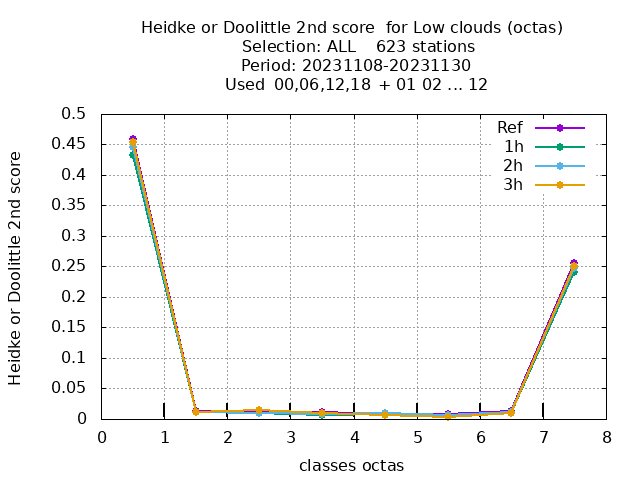 Heidke or Doolittle 2nd score  for Low clouds (octas)
Selection: ALL    623 stations
Period: 20231108-20231130
Used  00,06,12,18 + 01 02 ... 12
0.5
0.45
0.4
0.35
0.3
0.25
0.2
0.15
0.1
0.05
0
Heidke or Doolittle 2nd score
Ref
1h
2h
3h
0 1 2 3 4 5 6 7 8
classes octas